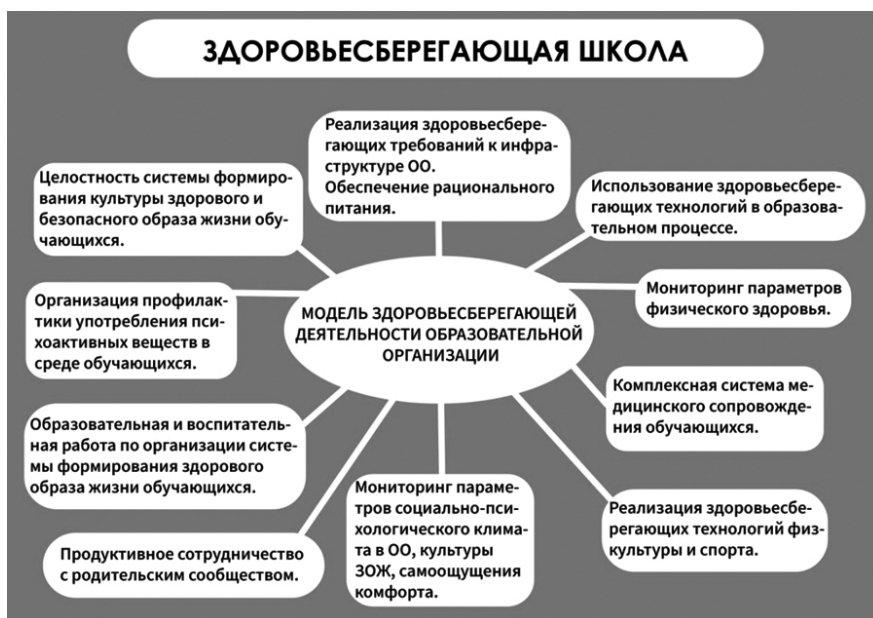 ЗДОРОВЬЕСБЕРЕГАЮЩАЯ ШКОЛА
Реализация здоровьесбере-
гающих требований к инфра-
структуре ОО.
Обеспечение рационального
питания.
Целостность системы формиро-
вания культуры здорового и
безопасного образа жизни обу-
чающихся.
Использование здоровьесбере-
гающих технологий в образова-
тельном процессе.
Организация профилак-
тики употребления пси-
хоактивных веществ в
среде обучающихся.
МОДЕЛЬ ЗДОРОВЬЕСБЕРЕГАЮЩЕЙ
ДЕЯТЕЛЬНОСТИ ОБРАЗОВАТЕЛЬНОЙ
ОРГАНИЗАЦИИ
Мониторинг параметров
физического здоровья.
Комплексная система ме-
дицинского сопровожде-
ния обучающихся.
Образовательная и воспитатель-
ная работа по организации систе-
мы формирования здорового
образа жизни обучающихся.
Мониторинг параме-
тров социально-пси-
хологического клима-
та в ОО, культуры
ЗОЖ, самоощущения
комфорта.
Реализация здоровьесбе-
регающих технологий физ-
культуры и спорта.
Продуктивное сотрудничество
с родительским сообществом.